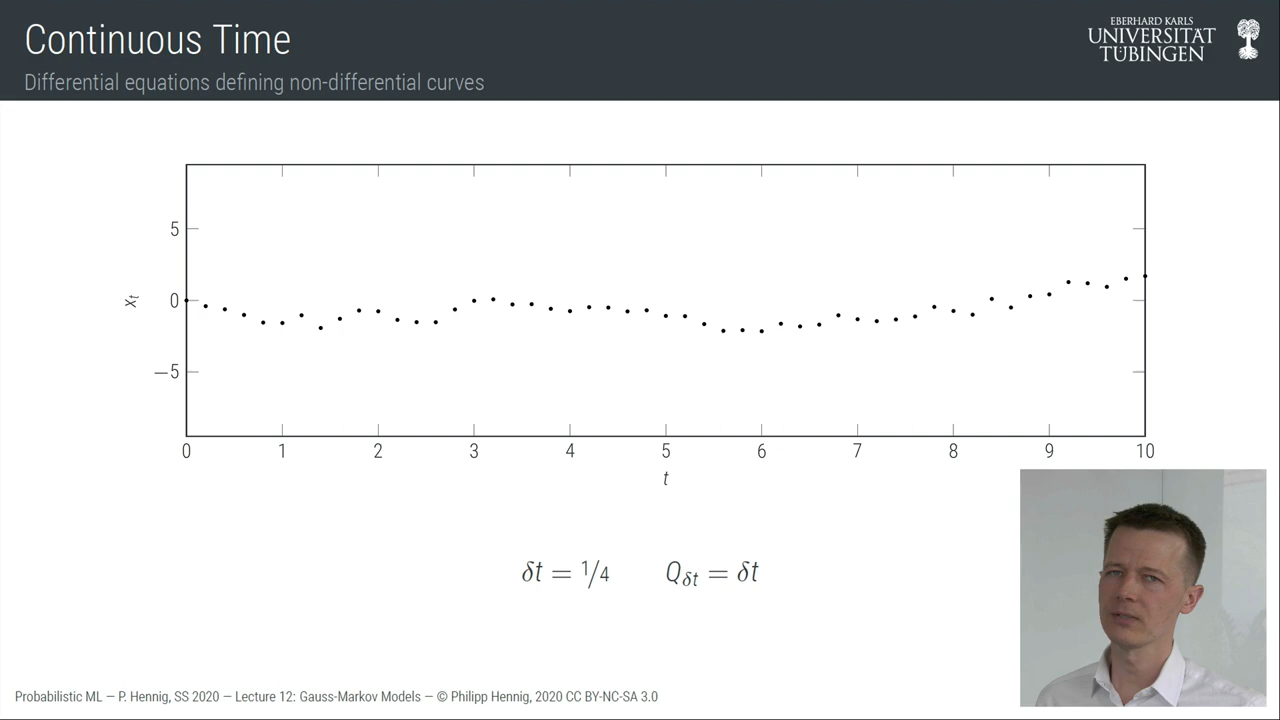 Continuous Time
Differential equations defining non-differential curves
EBERHARD KARLS
UNIVERSITÄT
TÜBINGEN
5
0
−5
x_t
0 1 2 3 4 5 6 7 8 9 10
t
δt = 1/4 Q_δt = δt
Probabilistic ML — P. Hennig, SS 2020 — Lecture 12: Gauss-Markov Models — © Philipp Hennig, 2020 CC BY-NC-SA 3.0